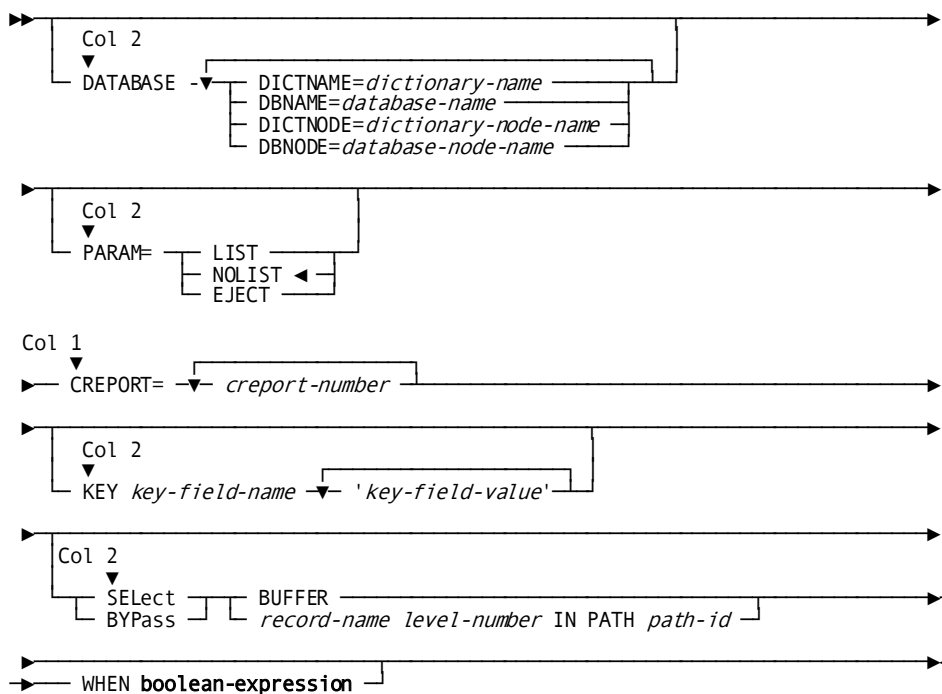 Col 2
DATABASE - DICTNAME=dictionary-name
DBNAME=database-name
DICTNODE=dictionary-node-name
DBNODE=database-node-name
Col 2
PARAM= LIST
NOLIST
EJECT
Col 1
CREPORT= creport-number
Col 2
KEY key-field-name 'key-field-value'
Col 2
SELect BUFFER
BYPass record-name level-number IN PATH path-id
WHEN boolean-expression